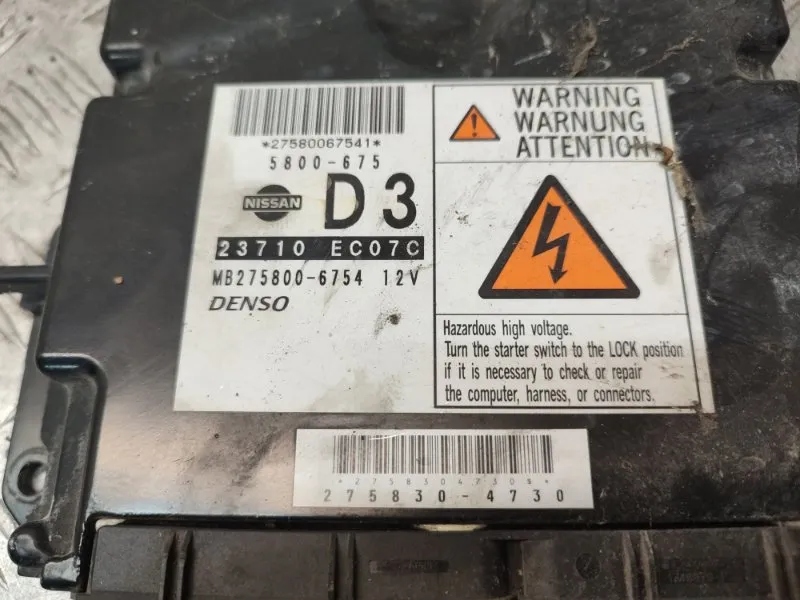 *27580067541*
5800-675
NISSAN D3
23710 EC07C
MB275800-6754 12V
DENSO
WARNING
WARNUNG
ATTENTION
Hazardous high voltage.
Turn the starter switch to the LOCK position
if it is necessary to check or repair
the computer, harness, or connectors.
275830-4730